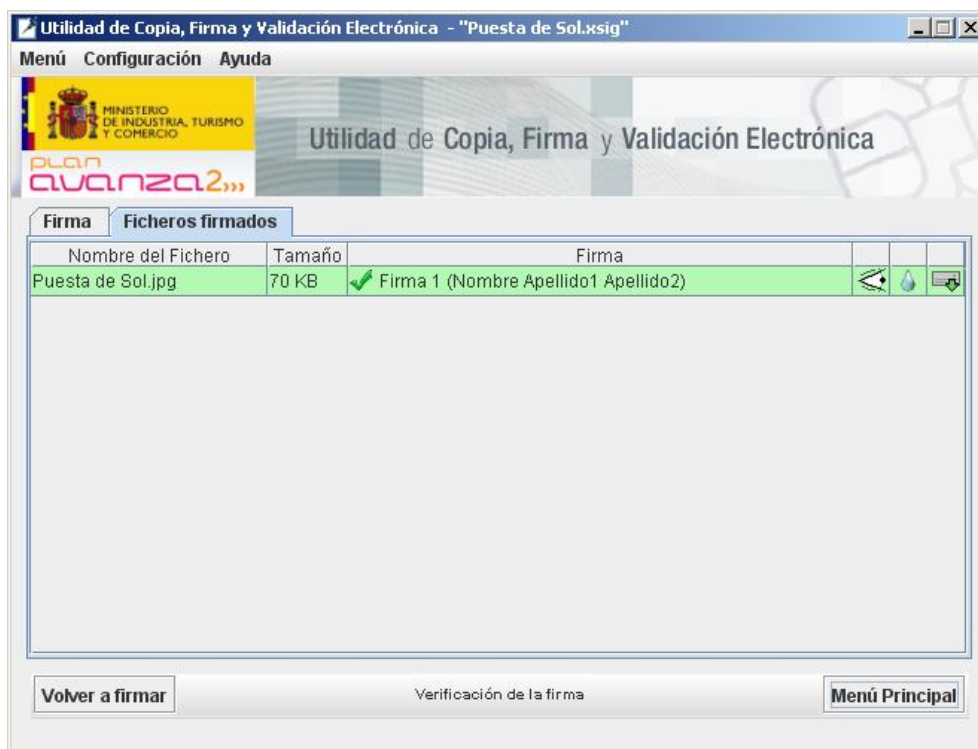 Utilidad de Copia, Firma y Validación Electrónica - "Puesta de Sol.xsig"
Menú Configuración Ayuda
MINISTERIO
DE INDUSTRIA, TURISMO
Y COMERCIO
PLAN
avanza2
Utilidad de Copia, Firma y Validación Electrónica
Firma Ficheros firmados
Nombre del Fichero Tamaño Firma
Puesta de Sol.jpg 70 KB Firma 1 (Nombre Apellido1 Apellido2)
Volver a firmar Verificación de la firma Menú Principal